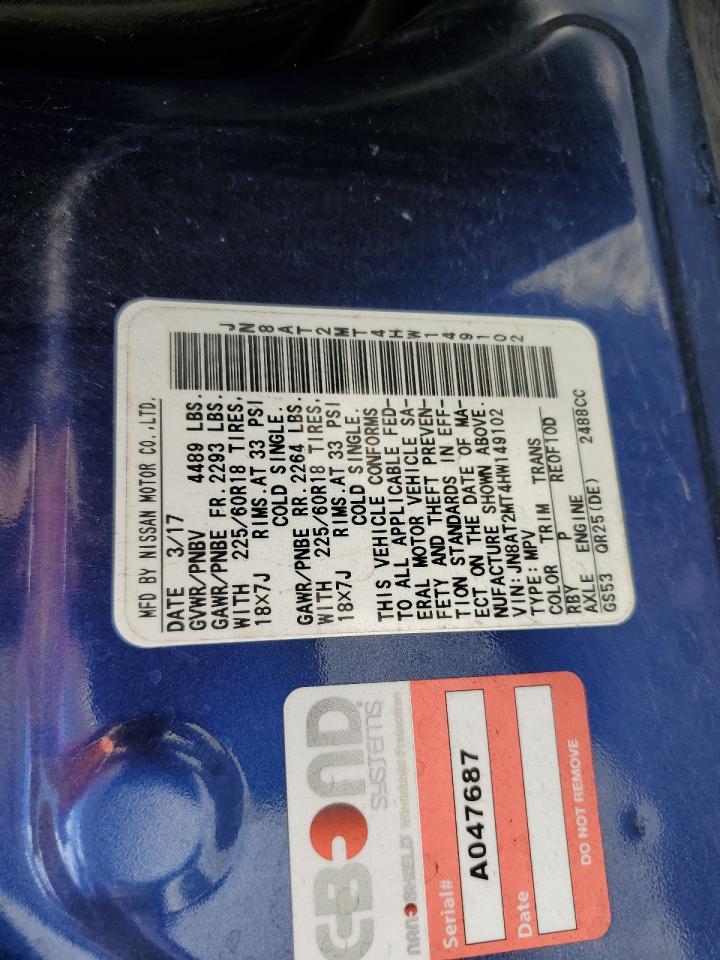 MFD BY NISSAN MOTOR CO.,LTD.
DATE 3/17
GVWR/PNBV 4489 LBS.
GAWR/PNBE FR. 2293 LBS.
WITH 225/60R18 TIRES,
18X7J RIMS.AT 33 PSI
COLD SINGLE.
GAWR/PNBE RR. 2264 LBS.
WITH 225/60R18 TIRES,
18X7J RIMS.AT 33 PSI
COLD SINGLE.
THIS VEHICLE CONFORMS
TO ALL APPLICABLE FED-
ERAL MOTOR VEHICLE SA-
FETY AND THEFT PREVEN-
TION STANDARDS IN EFF-
ECT ON THE DATE OF MA-
NUFACTURE SHOWN ABOVE.
VIN: JN8AT2MT4HW149102
TYPE: MPV
COLOR TRIM TRANS
RBY P RE0F10D
AXLE ENGINE
GS53 QR25(DE) 2488CC
JN8AT2MT4HW149102
GBOND
SYSTEMS
NANO SHIELD Windshield Protection
Serial# A047687
Date
DO NOT REMOVE